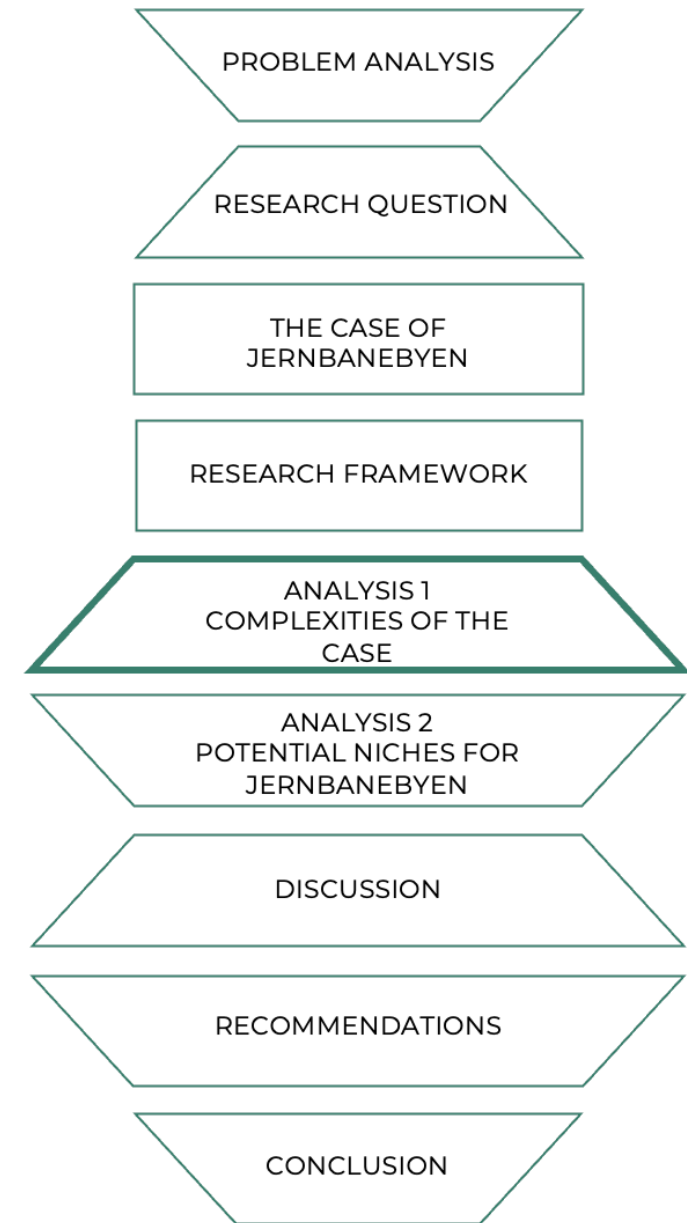 PROBLEM ANALYSIS
RESEARCH QUESTION
THE CASE OF
JERNBANEBYEN
RESEARCH FRAMEWORK
ANALYSIS 1
COMPLEXITIES OF THE
CASE
ANALYSIS 2
POTENTIAL NICHES FOR
JERNBANEBYEN
DISCUSSION
RECOMMENDATIONS
CONCLUSION